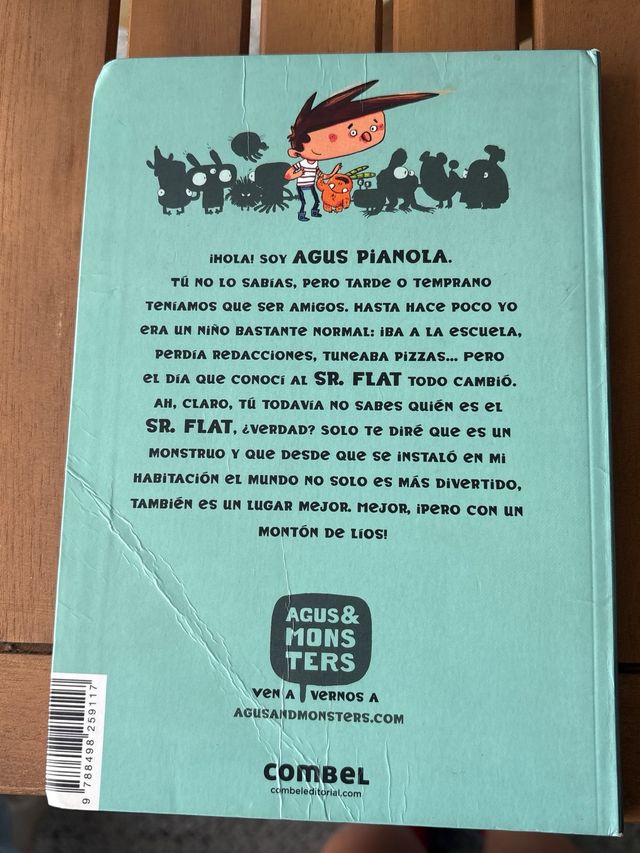 ¡HOLA! SOY AGUS PIANOLA.
TÚ NO LO SABÍAS, PERO TARDE O TEMPRANO
TENÍAMOS QUE SER AMIGOS. HASTA HACE POCO YO
ERA UN NIÑO BASTANTE NORMAL: IBA A LA ESCUELA,
PERDÍA REDACCIONES, TUNEABA PIZZAS... PERO
EL DÍA QUE CONOCÍ AL SR. FLAT TODO CAMBIÓ.
AH, CLARO, TÚ TODAVÍA NO SABES QUIÉN ES EL
SR. FLAT, ¿VERDAD? SOLO TE DIRÉ QUE ES UN
MONSTRUO Y QUE DESDE QUE SE INSTALÓ EN MI
HABITACIÓN EL MUNDO NO SOLO ES MÁS DIVERTIDO,
TAMBIÉN ES UN LUGAR MEJOR. MEJOR, ¡PERO CON UN
MONTÓN DE LÍOS!
AGUS&
MONS
TERS
VEN A VERNOS A
AGUSANDMONSTERS.COM
COMBEL
combeleditorial.com
9 788498 259117